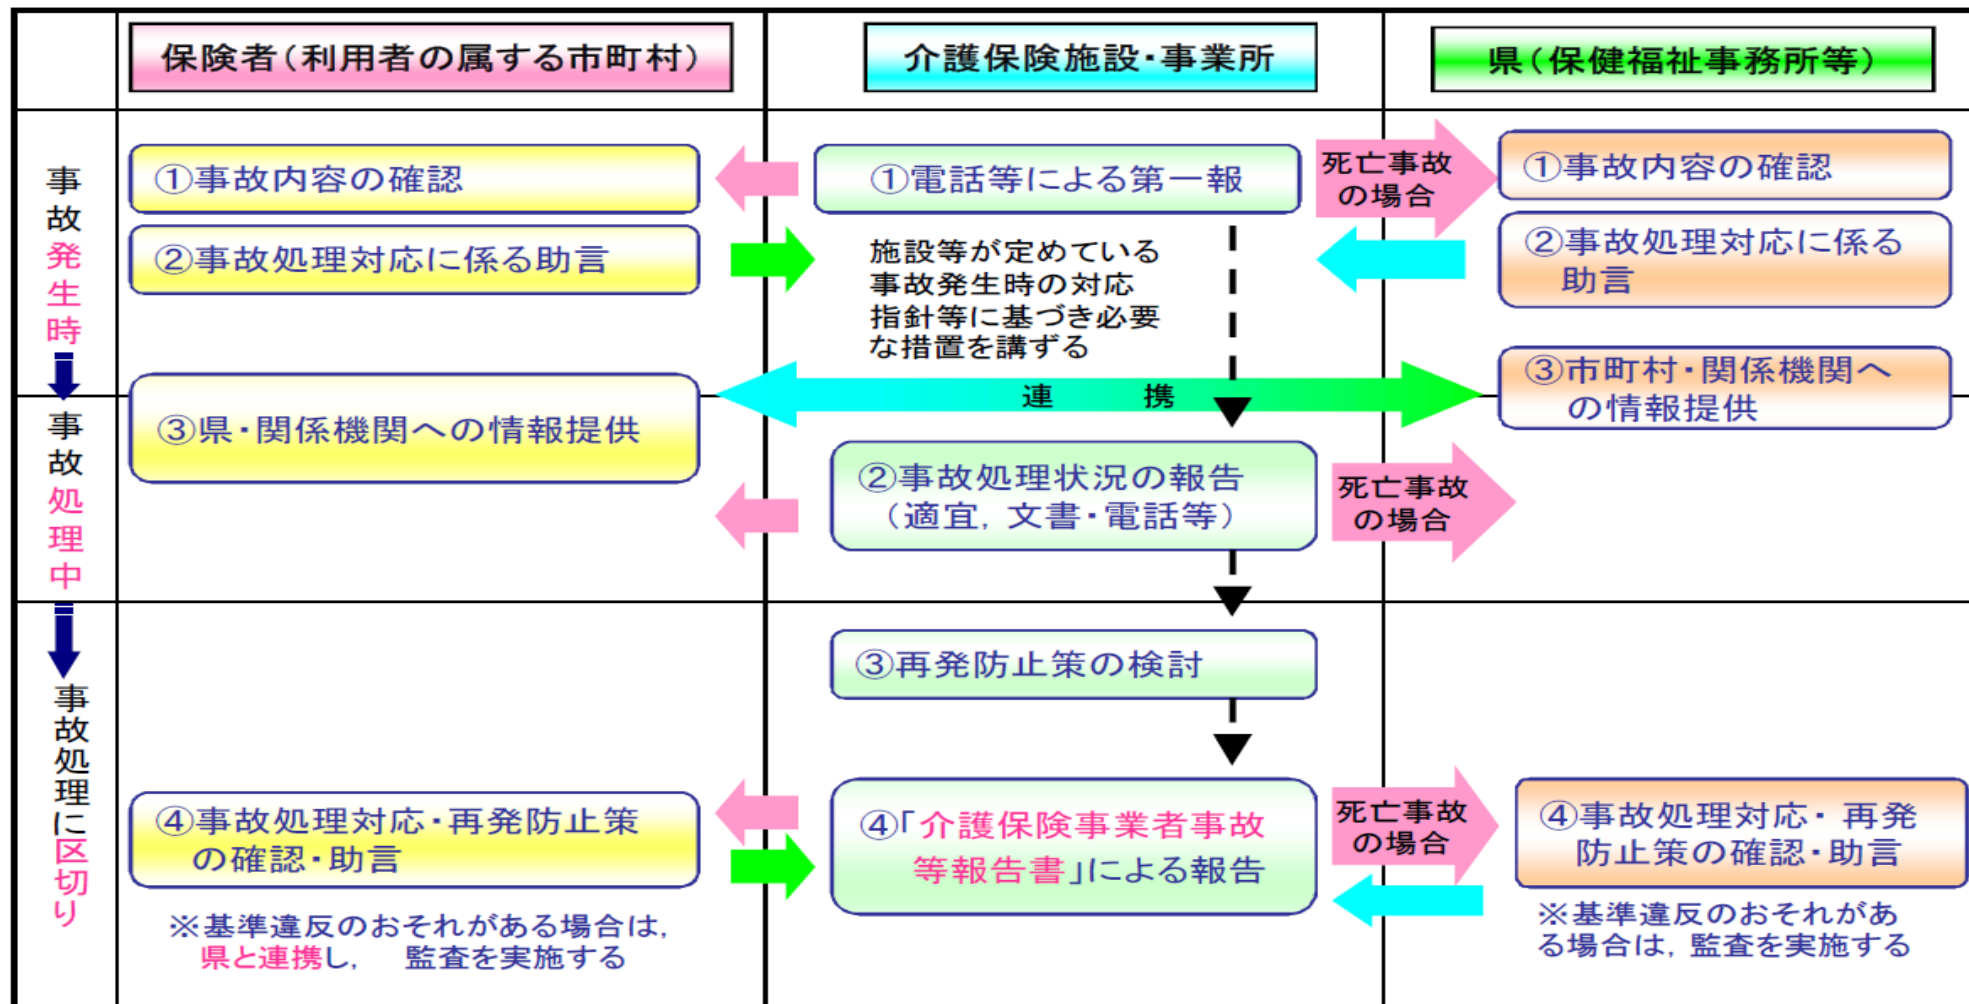 保険者(利用者の属する市町村)
介護保険施設・事業所
県(保健福祉事務所等)
事故発生時
①事故内容の確認
①電話等による第一報
死亡事故
の場合
①事故内容の確認
②事故処理対応に係る助言
施設等が定めている
事故発生時の対応
指針等に基づき必要
な措置を講ずる
②事故処理対応に係る
助言
連 携
③市町村・関係機関へ
の情報提供
事故処理中
③県・関係機関への情報提供
②事故処理状況の報告
(適宜,文書・電話等)
死亡事故
の場合
事故処理に区切り
③再発防止策の検討
④事故処理対応・再発防止策
の確認・助言
④「介護保険事業者事故
等報告書」による報告
死亡事故
の場合
④事故処理対応・再発
防止策の確認・助言
※基準違反のおそれがある場合は,
県と連携し, 監査を実施する
※基準違反のおそれがあ
る場合は,監査を実施する